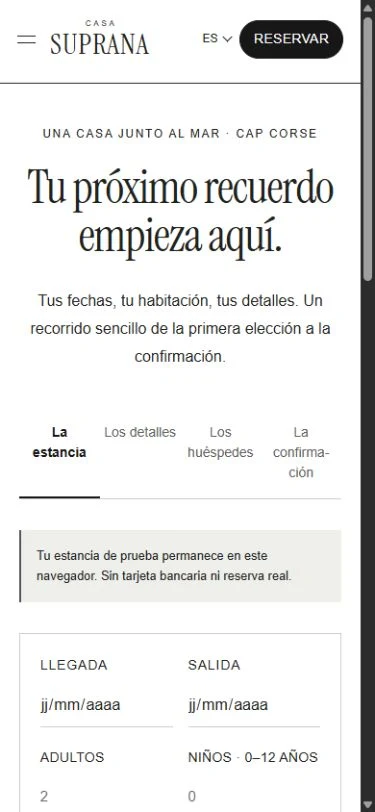 CASA
SUPRANA
ES
RESERVAR
UNA CASA JUNTO AL MAR · CAP CORSE
Tu próximo recuerdo
empieza aquí.
Tus fechas, tu habitación, tus detalles. Un
recorrido sencillo de la primera elección a la
confirmación.
La
estancia
Los detalles
Los
huéspedes
La
confirma-
ción
Tu estancia de prueba permanece en este
navegador. Sin tarjeta bancaria ni reserva real.
LLEGADA
SALIDA
jj/mm/aaaa
jj/mm/aaaa
ADULTOS
NIÑOS · 0–12 AÑOS
2
0